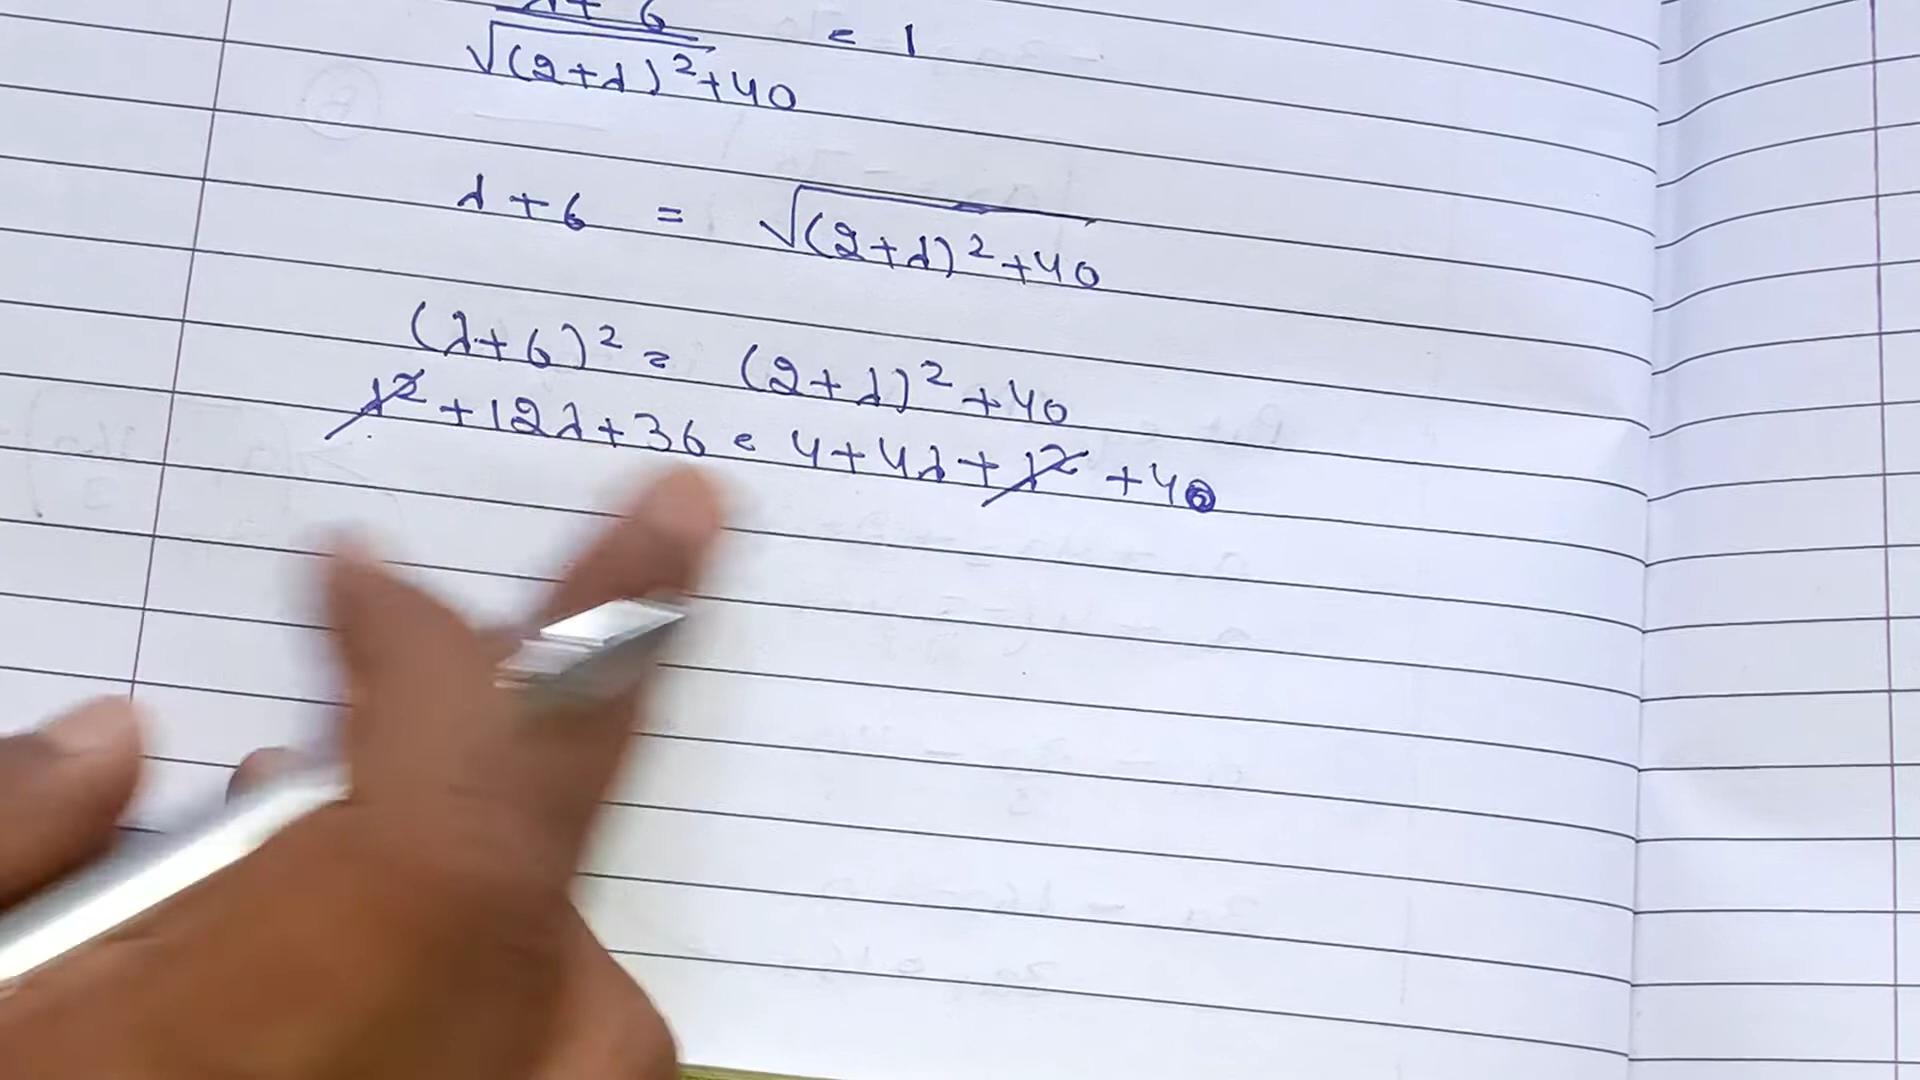 λ + 6
√(2+λ)²+40 = 1
λ + 6 = √(2+λ)²+40
(λ+6)² = (2+λ)²+40
λ² + 12λ + 36 = 4 + 4λ + λ² + 40